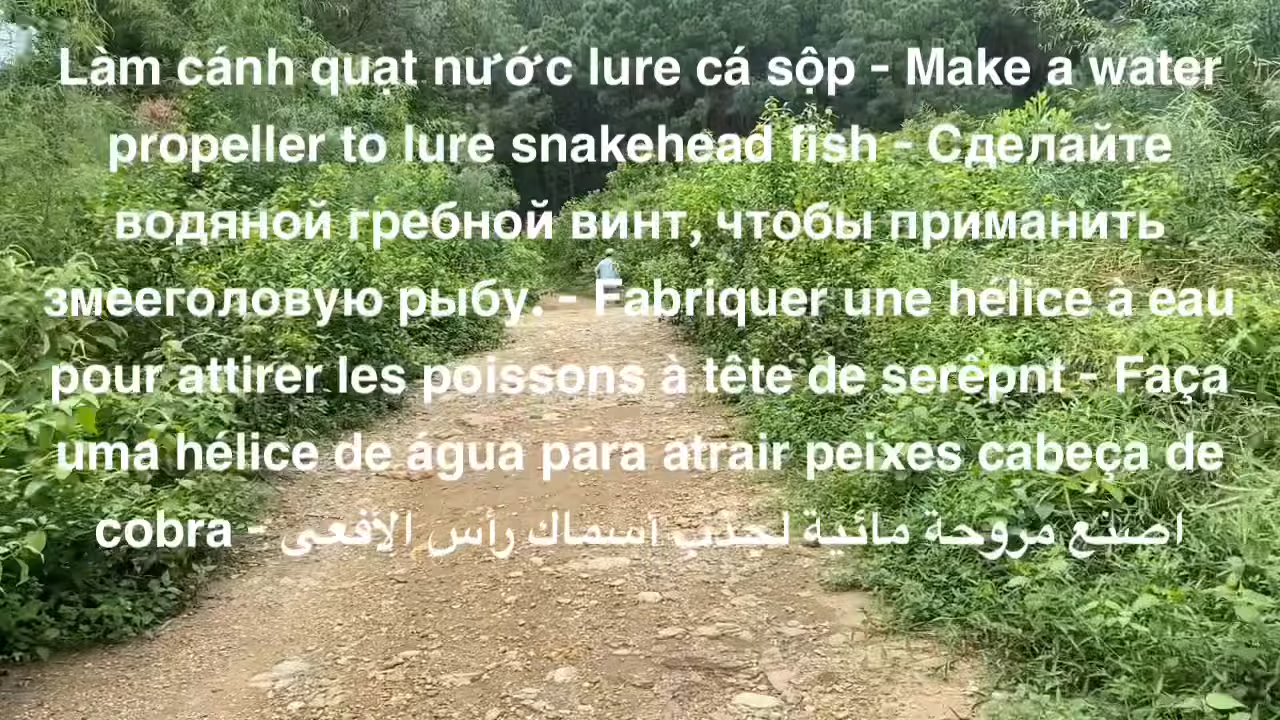 Làm cánh quạt nước lure cá sộp - Make a water
propeller to lure snakehead fish - Сделайте
водяной гребной винт, чтобы приманить
змееголовую рыбу. - Fabriquer une hélice à eau
pour attirer les poissons à tête de serêpnt - Faça
uma hélice de água para atrair peixes cabeça de
cobra - اصنع مروحة مائية لجذب اسماك رأس الأفعى